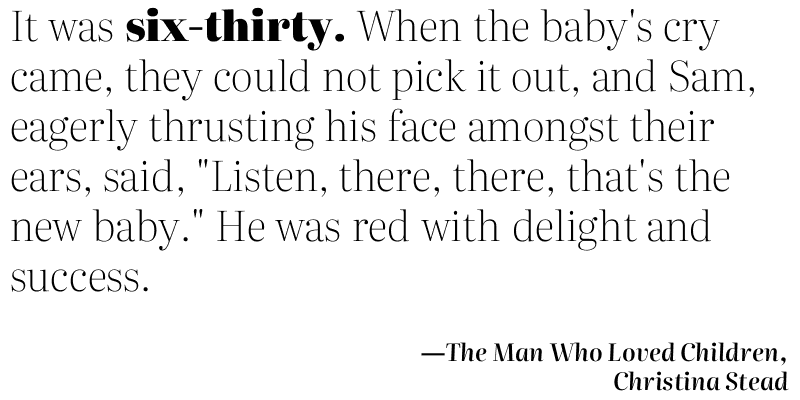 It was six-thirty. When the baby's cry
came, they could not pick it out, and Sam,
eagerly thrusting his face amongst their
ears, said, "Listen, there, there, that's the
new baby." He was red with delight and
success.
—The Man Who Loved Children,
Christina Stead